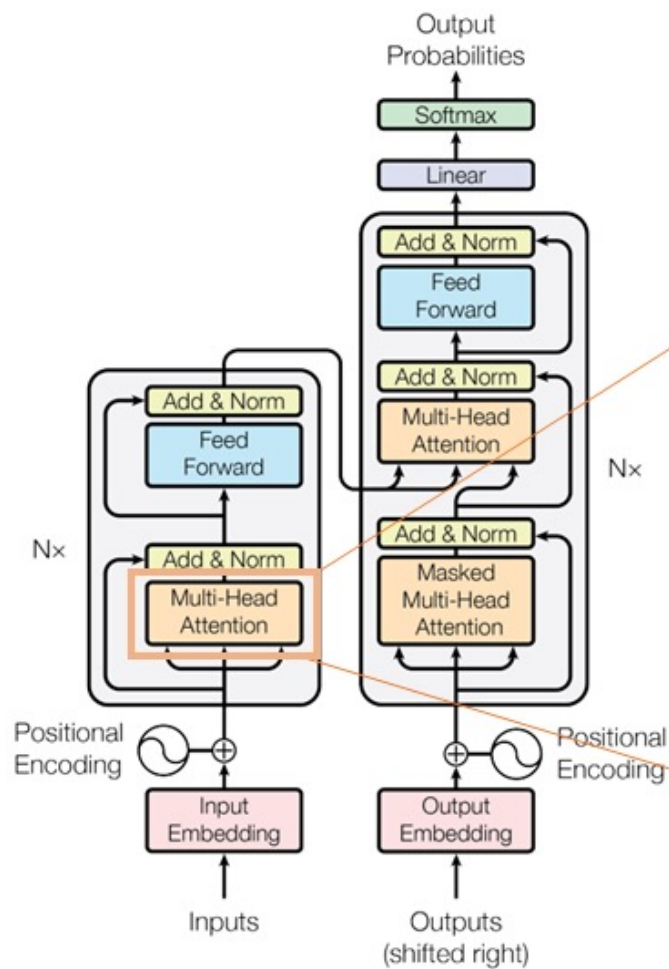 Output
Probabilities
Softmax
Linear
Add & Norm
Feed
Forward
Add & Norm
Multi-Head
Attention
Nx
Add & Norm
Masked
Multi-Head
Attention
Add & Norm
Feed
Forward
Nx
Add & Norm
Multi-Head
Attention
Positional
Encoding
Input
Embedding
Inputs
Positional
Encoding
Output
Embedding
Outputs
(shifted right)